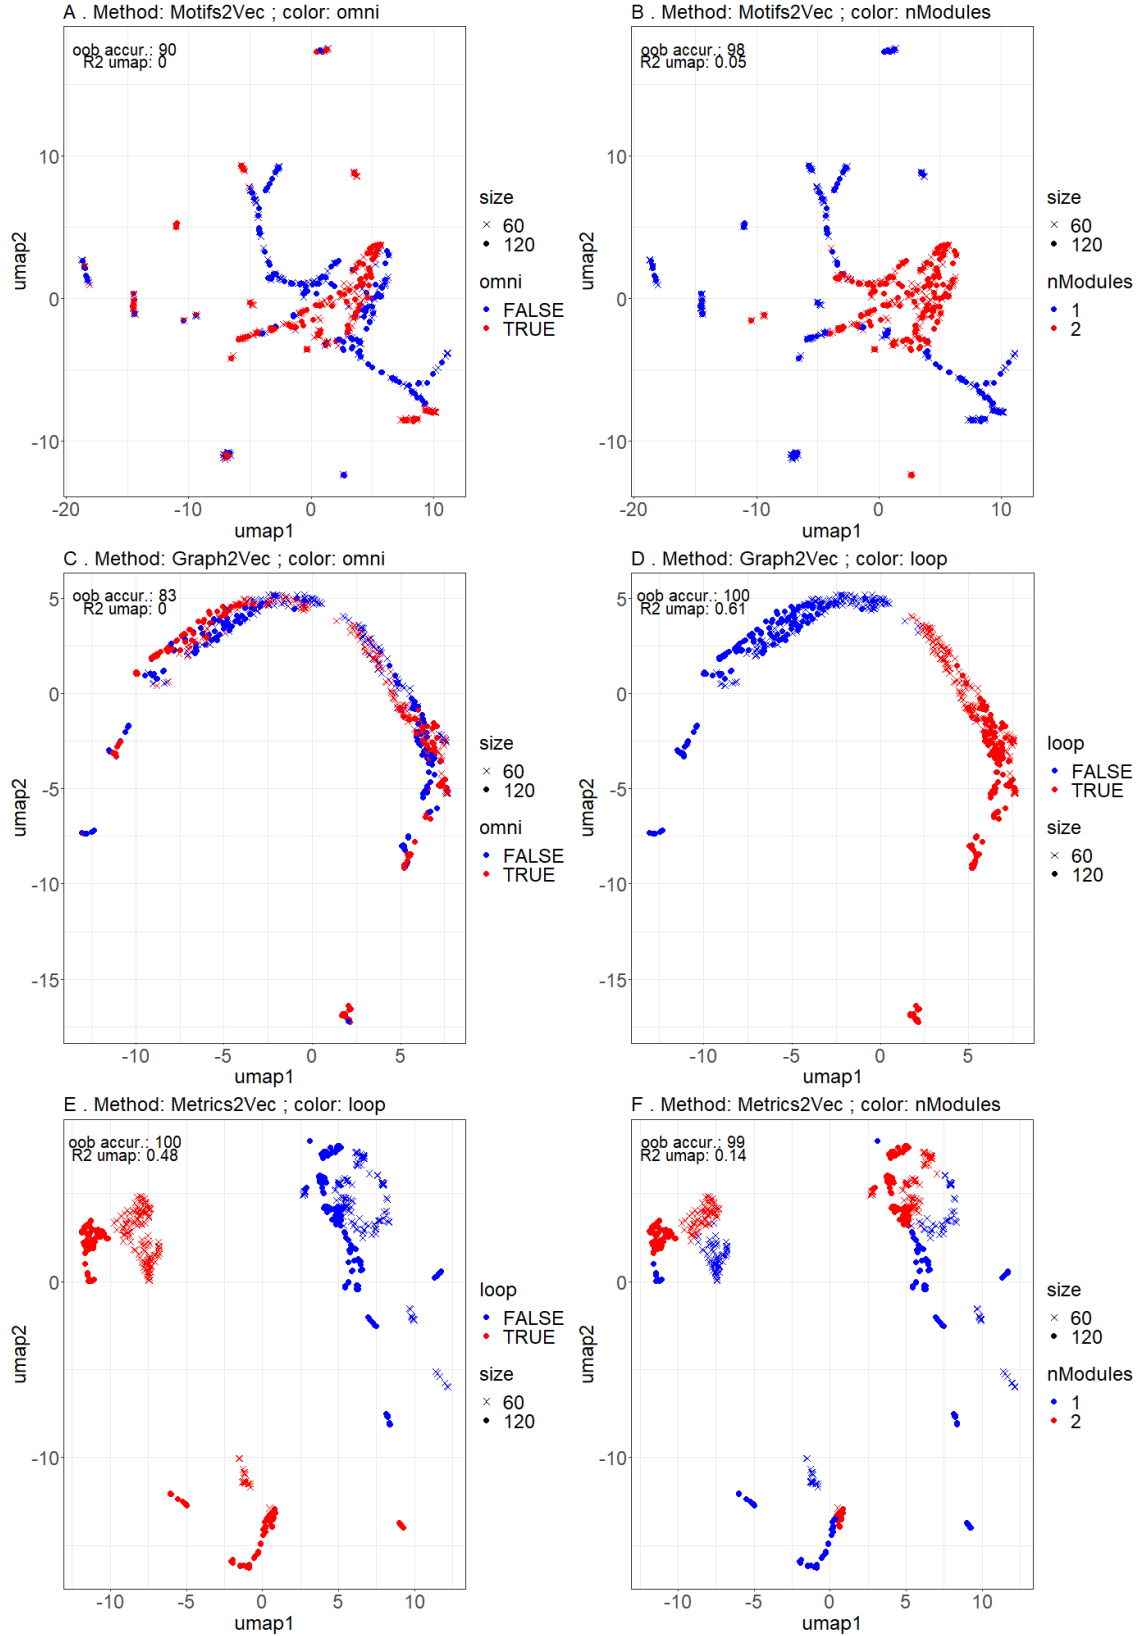 A . Method: Motifs2Vec ; color: omni
oob accur.: 90
R2 umap: 0
10
0
-10
-20
-10
0
10
umap1
umap2
size
60
120
omni
FALSE
TRUE
B . Method: Motifs2Vec ; color: nModules
oob accur.: 98
R2 umap: 0.05
10
0
-10
-20
-10
0
10
umap1
umap2
size
60
120
nModules
1
2
C . Method: Graph2Vec ; color: omni
oob accur.: 83
R2 umap: 0
5
0
-5
-10
-15
-10
-5
0
5
umap1
umap2
size
60
120
omni
FALSE
TRUE
D . Method: Graph2Vec ; color: loop
oob accur.: 100
R2 umap: 0.61
5
0
-5
-10
-15
-10
-5
0
5
umap1
umap2
loop
FALSE
TRUE
size
60
120
E . Method: Metrics2Vec ; color: loop
oob accur.: 100
R2 umap: 0.48
0
-10
-10
-5
0
5
10
umap1
umap2
loop
FALSE
TRUE
size
60
120
F . Method: Metrics2Vec ; color: nModules
oob accur.: 99
R2 umap: 0.14
0
-10
-10
-5
0
5
10
umap1
umap2
size
60
120
nModules
1
2